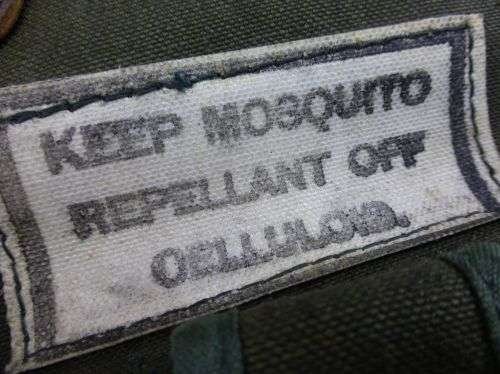 KEEP MOSQUITO
REPELLANT OFF
CELLULOID.